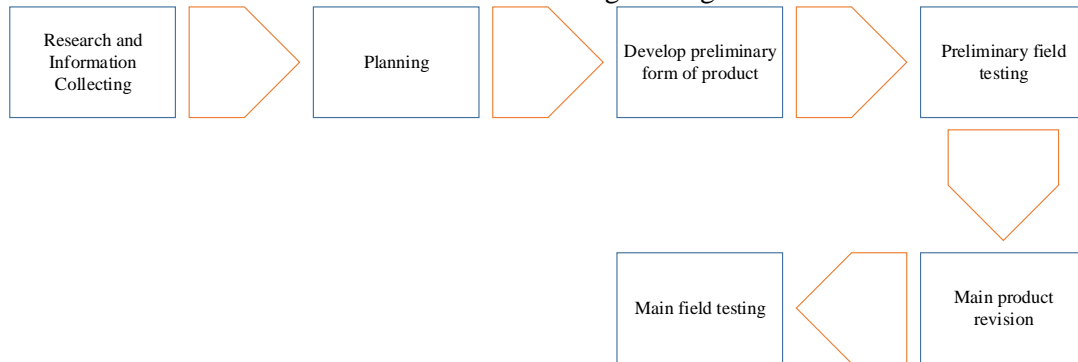 Research and
Information
Collecting
Planning
Develop preliminary
form of product
Preliminary field
testing
Main product
revision
Main field testing